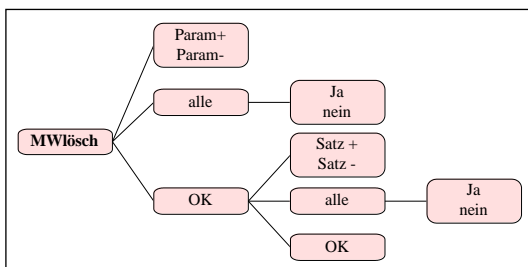 Param+
Param-
alle
Ja
nein
MWlösch
Satz +
Satz -
OK
alle
Ja
nein
OK